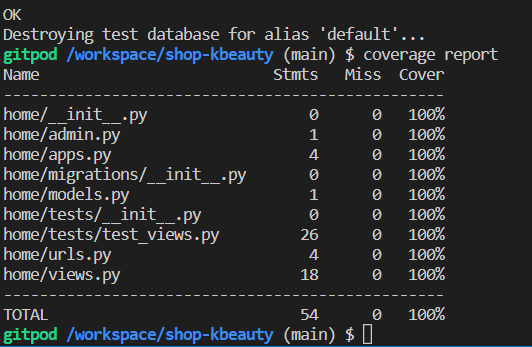 OK
Destroying test database for alias 'default'...
gitpod /workspace/shop-kbeauty (main) $ coverage report
Name                           Stmts   Miss  Cover
--------------------------------------------------
home/__init__.py                   0      0   100%
home/admin.py                      1      0   100%
home/apps.py                       4      0   100%
home/migrations/__init__.py        0      0   100%
home/models.py                     1      0   100%
home/tests/__init__.py             0      0   100%
home/tests/test_views.py          26      0   100%
home/urls.py                       4      0   100%
home/views.py                     18      0   100%
--------------------------------------------------
TOTAL                             54      0   100%
gitpod /workspace/shop-kbeauty (main) $